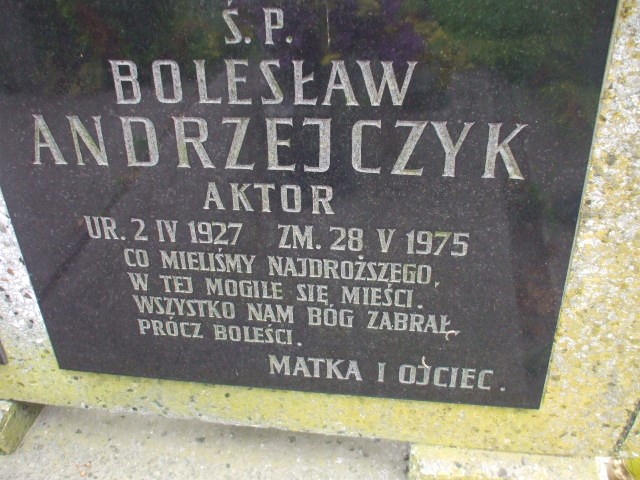 Ś.P.
BOLESŁAW
ANDRZEJCZYK
AKTOR
UR. 2 IV 1927 ZM. 28 V 1975
CO MIELIŚMY NAJDROŻSZEGO,
W TEJ MOGILE SIĘ MIEŚCI.
WSZYSTKO NAM BÓG ZABRAŁ
PRÓCZ BOLEŚCI.
MATKA I OJCIEC.